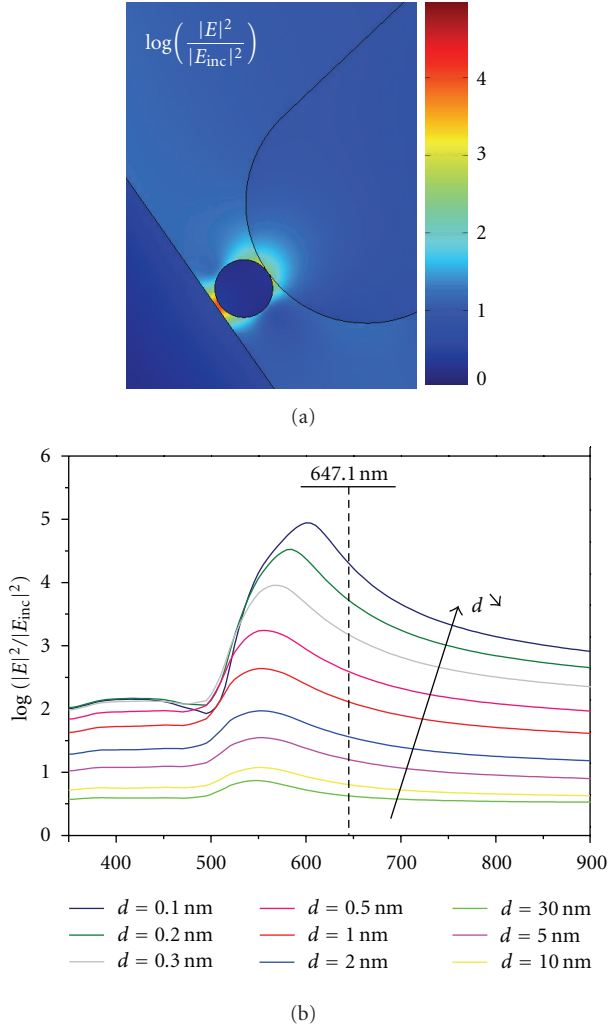 log(|E|²/|E_inc|²)
4
3
2
1
0
(a)
6
5
4
3
2
1
0
log (|E|²/|E_inc|²)
647.1 nm
d ↘
400 500 600 700 800 900
d = 0.1 nm d = 0.5 nm d = 30 nm
d = 0.2 nm d = 1 nm d = 5 nm
d = 0.3 nm d = 2 nm d = 10 nm
(b)